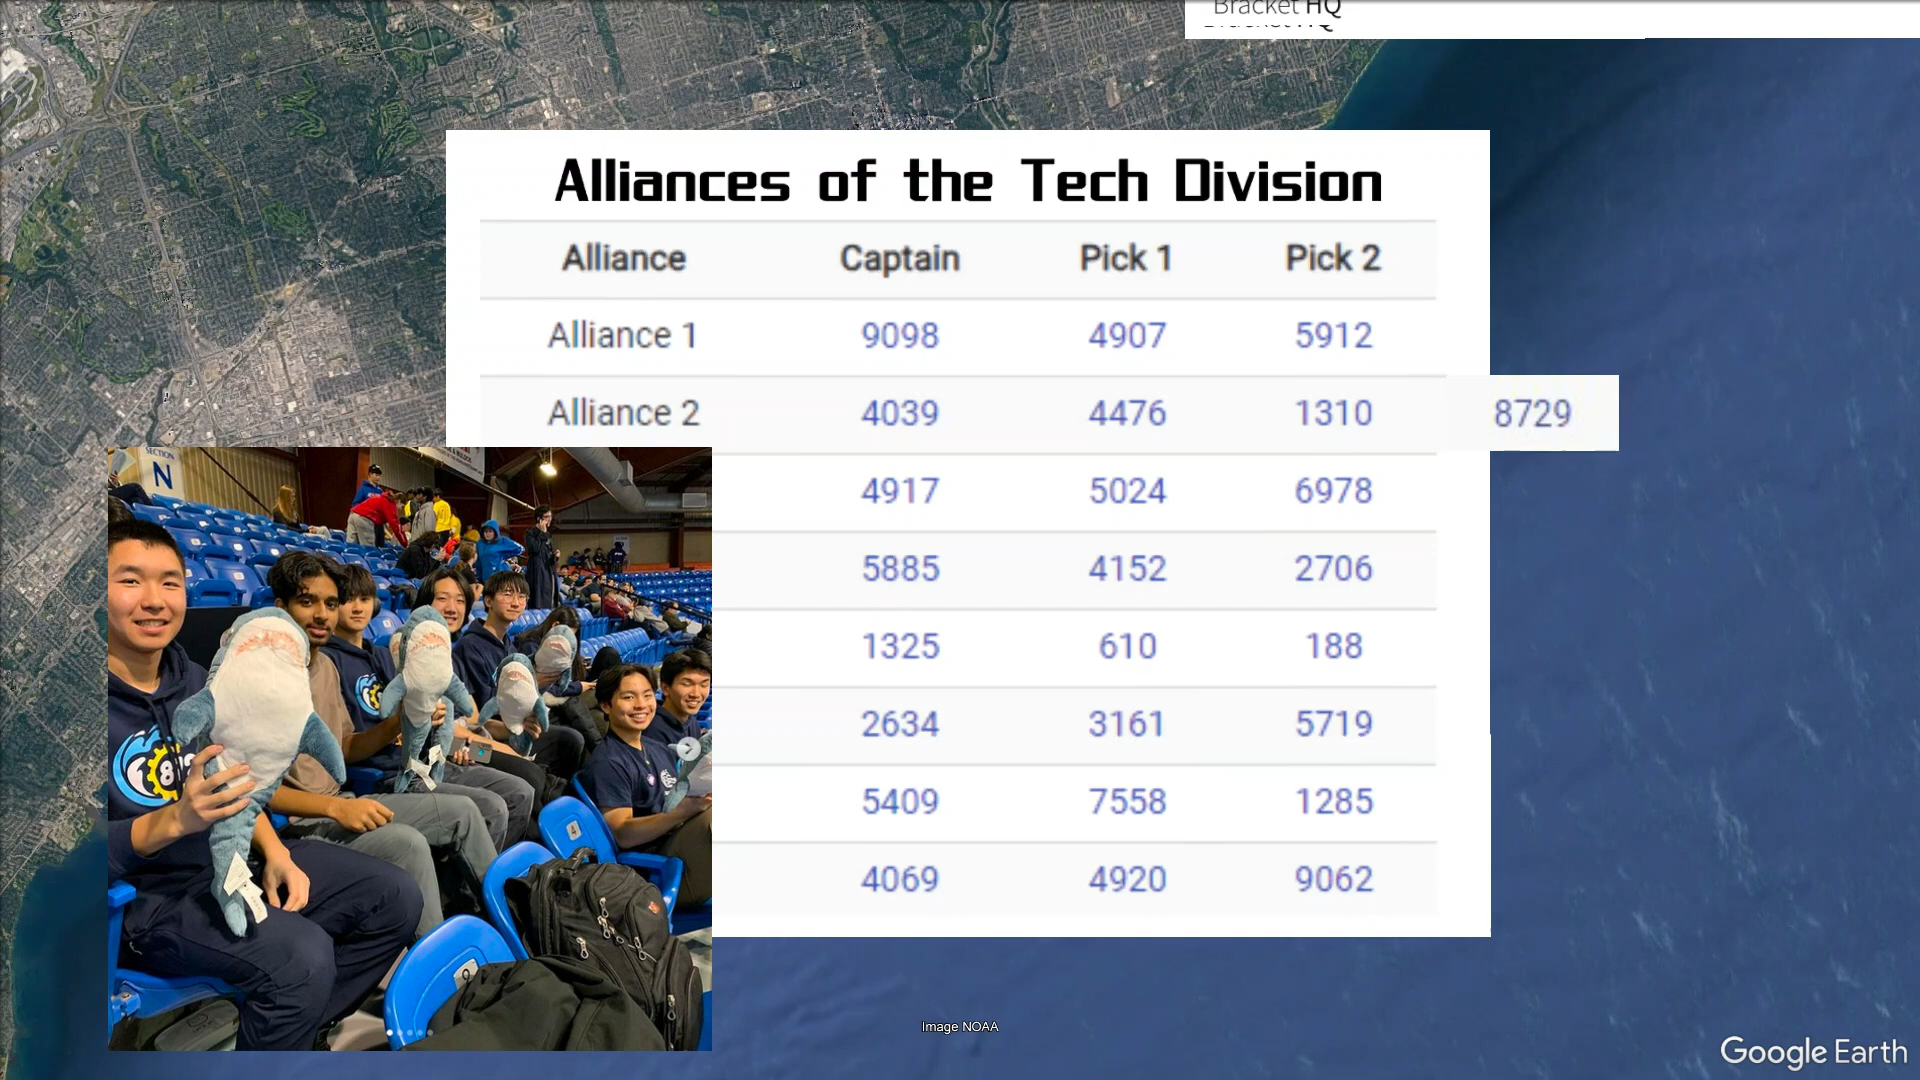 Bracket HQ
Alliances of the Tech Division
Alliance Captain Pick 1 Pick 2
Alliance 1 9098 4907 5912
Alliance 2 4039 4476 1310 8729
4917 5024 6978
5885 4152 2706
1325 610 188
2634 3161 5719
5409 7558 1285
4069 4920 9062
SECTION
N
4
Image NOAA
Google Earth